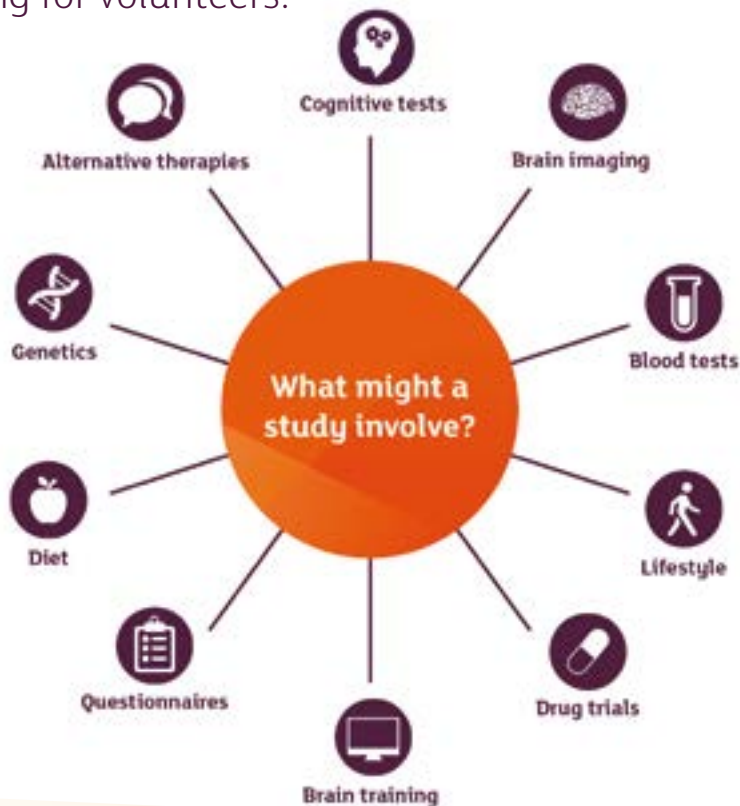 for volunteers.
Cognitive tests
Alternative therapies
Brain imaging
Genetics
Blood tests
What might a
study involve?
Diet
Lifestyle
Questionnaires
Drug trials
Brain training